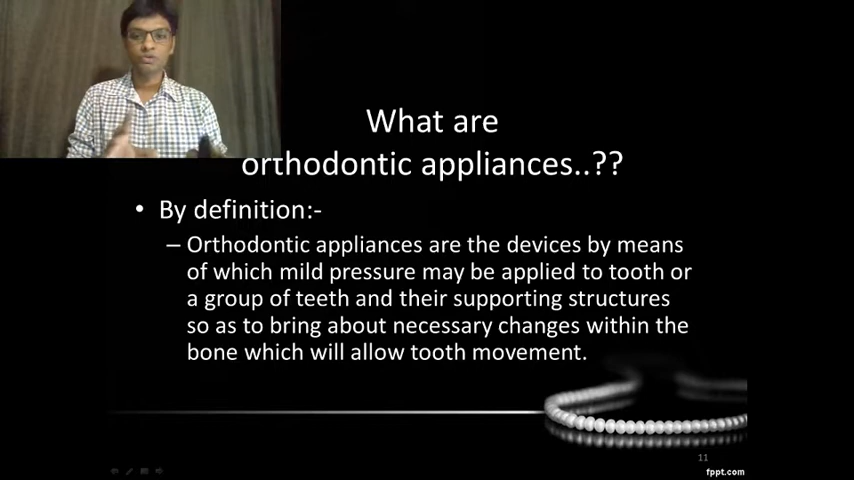 What are
orthodontic appliances..??
• By definition:-
– Orthodontic appliances are the devices by means
of which mild pressure may be applied to tooth or
a group of teeth and their supporting structures
so as to bring about necessary changes within the
bone which will allow tooth movement.
11
fppt.com